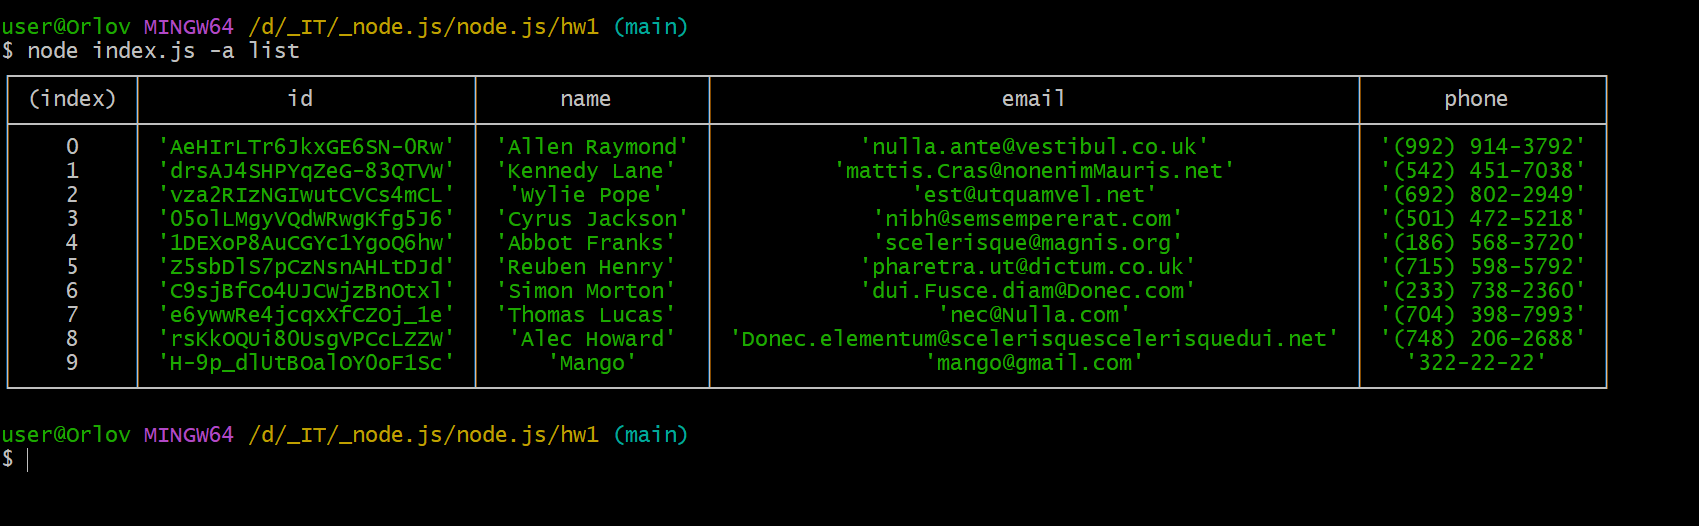 user@Orlov MINGW64 /d/_IT/_node.js/node.js/hw1 (main)
$ node index.js -a list
(index) id name email phone
0 'AeHIrLTr6JkxGE6SN-0Rw' 'Allen Raymond' 'nulla.ante@vestibul.co.uk' '(992) 914-3792'
1 'drsAJ4SHPYqZeG-83QTVW' 'Kennedy Lane' 'mattis.Cras@nonenimMauris.net' '(542) 451-7038'
2 'vza2RIzNGIwutCVCs4mCL' 'Wylie Pope' 'est@utquamvel.net' '(692) 802-2949'
3 '05olLMgyVQdWRwgKfg5J6' 'Cyrus Jackson' 'nibh@semsempererat.com' '(501) 472-5218'
4 '1DEXoP8AuCGYc1YgoQ6hw' 'Abbot Franks' 'scelerisque@magnis.org' '(186) 568-3720'
5 'Z5sbDlS7pCzNsnAHLtDJd' 'Reuben Henry' 'pharetra.ut@dictum.co.uk' '(715) 598-5792'
6 'C9sjBfCo4UJCWjzBnOtxl' 'Simon Morton' 'dui.Fusce.diam@Donec.com' '(233) 738-2360'
7 'e6ywwRe4jcqxXfCZOj_1e' 'Thomas Lucas' 'nec@Nulla.com' '(704) 398-7993'
8 'rsKkOQUi80UsgVPCcLZZW' 'Alec Howard' 'Donec.elementum@scelerisquescelerisquedui.net' '(748) 206-2688'
9 'H-9p_dlUtBOalOY0oF1Sc' 'Mango' 'mango@gmail.com' '322-22-22'
user@Orlov MINGW64 /d/_IT/_node.js/node.js/hw1 (main)
$